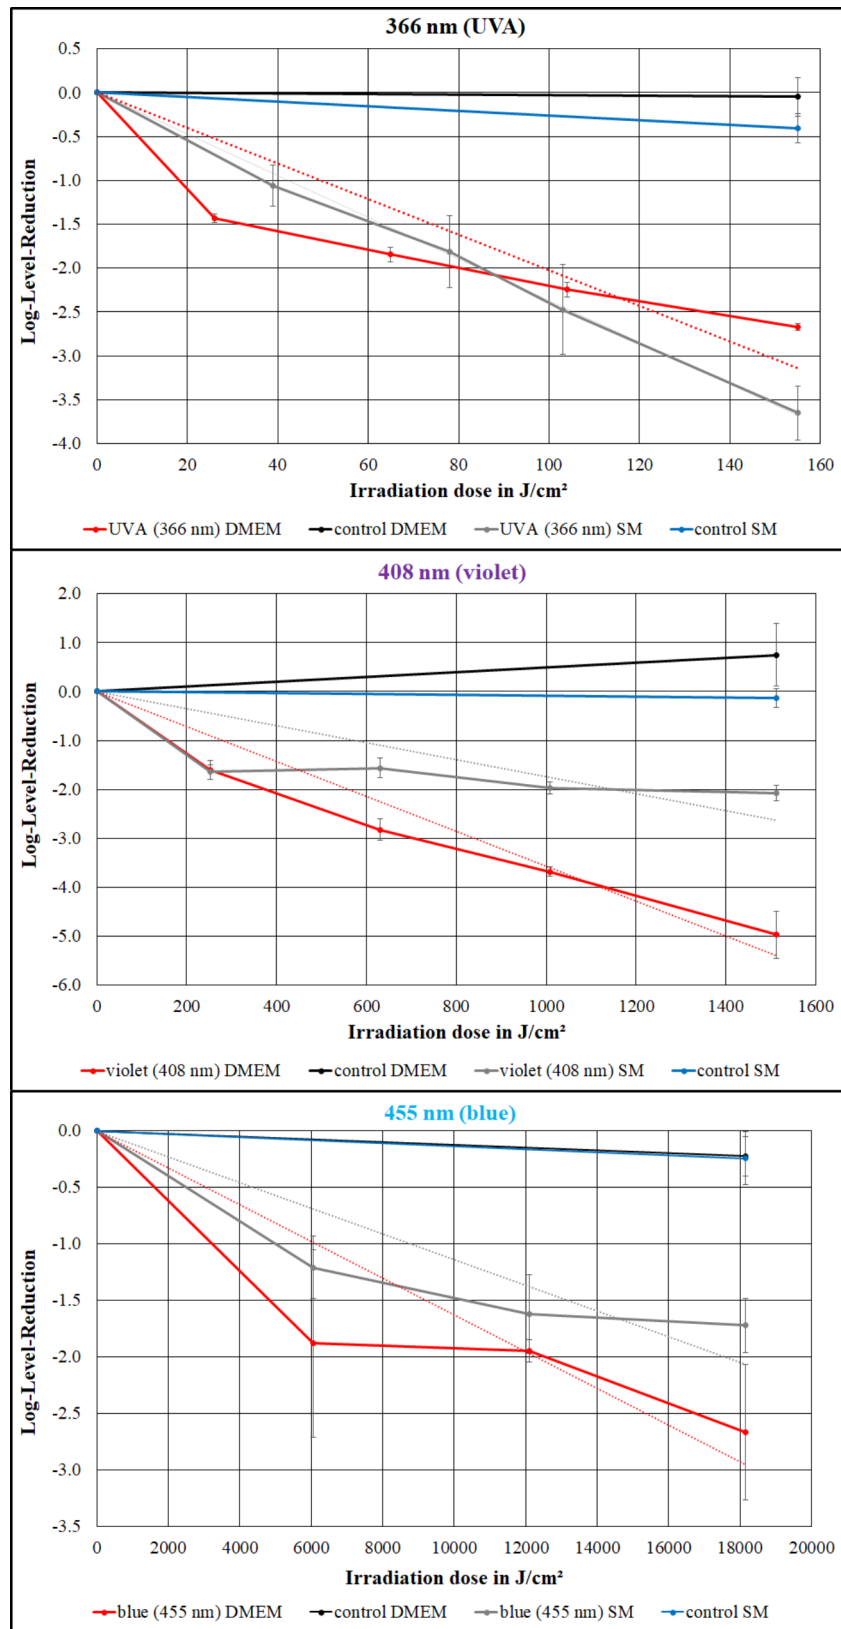 366 nm (UVA)
0.5
0.0
-0.5
-1.0
-1.5
-2.0
-2.5
-3.0
-3.5
-4.0
Log-Level-Reduction
0 20 40 60 80 100 120 140 160
Irradiation dose in J/cm²
UVA (366 nm) DMEM control DMEM UVA (366 nm) SM control SM
408 nm (violet)
2.0
1.0
0.0
-1.0
-2.0
-3.0
-4.0
-5.0
-6.0
Log-Level-Reduction
0 200 400 600 800 1000 1200 1400 1600
Irradiation dose in J/cm²
violet (408 nm) DMEM control DMEM violet (408 nm) SM control SM
455 nm (blue)
0.0
-0.5
-1.0
-1.5
-2.0
-2.5
-3.0
-3.5
Log-Level-Reduction
0 2000 4000 6000 8000 10000 12000 14000 16000 18000 20000
Irradiation dose in J/cm²
blue (455 nm) DMEM control DMEM blue (455 nm) SM control SM